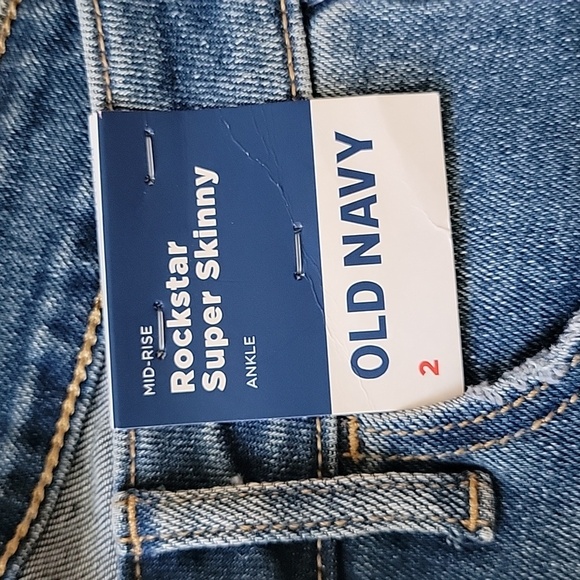 MID-RISE
Rockstar
Super Skinny
ANKLE
OLD NAVY
2